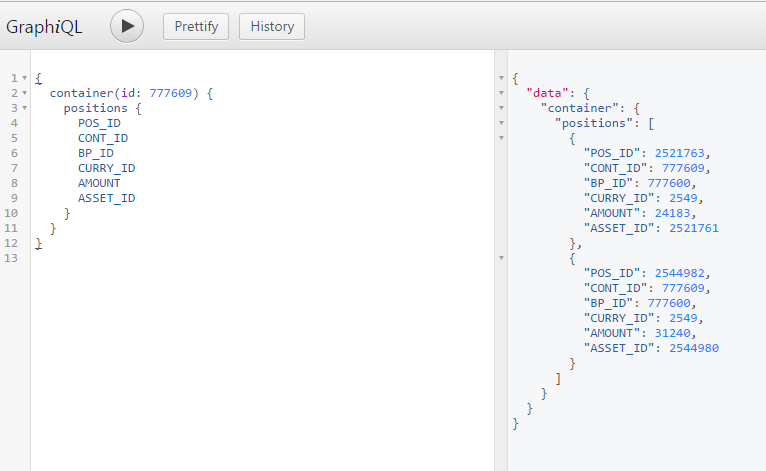 GraphiQL Prettify History
1 {
2 container(id: 777609) {
3 positions {
4 POS_ID
5 CONT_ID
6 BP_ID
7 CURRY_ID
8 AMOUNT
9 ASSET_ID
10 }
11 }
12 }
13
{
"data": {
"container": {
"positions": [
{
"POS_ID": 2521763,
"CONT_ID": 777609,
"BP_ID": 777600,
"CURRY_ID": 2549,
"AMOUNT": 24183,
"ASSET_ID": 2521761
},
{
"POS_ID": 2544982,
"CONT_ID": 777609,
"BP_ID": 777600,
"CURRY_ID": 2549,
"AMOUNT": 31240,
"ASSET_ID": 2544980
}
]
}
}
}